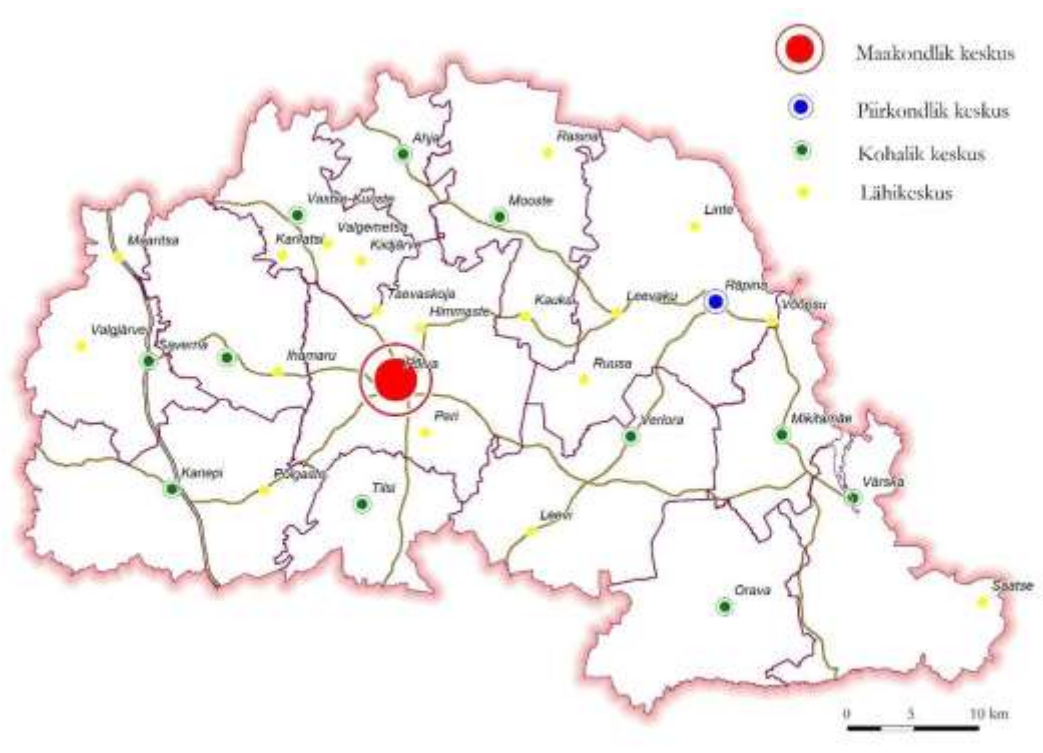 Maakondlik keskus
Piirkondlik keskus
Kohalik keskus
Lähikeskus
Ahja
Rasina
Vastse-Kuuste
Mooste
Linte
Valgemetsa
Maaritsa
Karilatsi
Kiidjärve
Taevaskoja
Kauksi
Leevaku
Räpina
Võõpsu
Himmaste
Valgjärve
Saverna
Ihamaru
Põlva
Ruusa
Peri
Veriora
Mikitamäe
Kanepi
Põlgaste
Tilsi
Värska
Leevi
Orava
Saatse
0 5 10 km